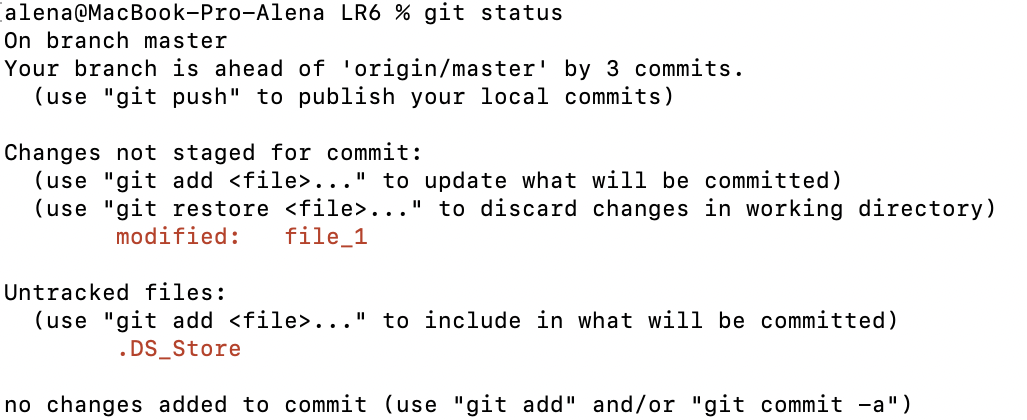 alena@MacBook-Pro-Alena LR6 % git status
On branch master
Your branch is ahead of 'origin/master' by 3 commits.
  (use "git push" to publish your local commits)

Changes not staged for commit:
  (use "git add <file>..." to update what will be committed)
  (use "git restore <file>..." to discard changes in working directory)
        modified:   file_1

Untracked files:
  (use "git add <file>..." to include in what will be committed)
        .DS_Store

no changes added to commit (use "git add" and/or "git commit -a")